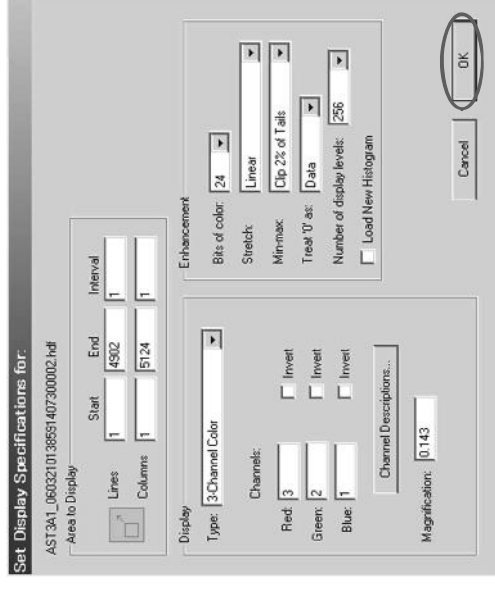 Set Display Specifications for:
AST3A1_0603210138591407300002.hdf
Area to Display
Start End Interval
Lines 1 4902 1
Columns 1 5124 1
Display
Type: 3-Channel Color
Channels:
Red: 3 Invert
Green: 2 Invert
Blue: 1 Invert
Channel Descriptions...
Magnification: 0.143
Enhancement
Bits of color: 24
Stretch: Linear
Min-max: Clip 2% of Tails
Treat '0' as: Data
Number of display levels: 256
Load New Histogram
Cancel OK